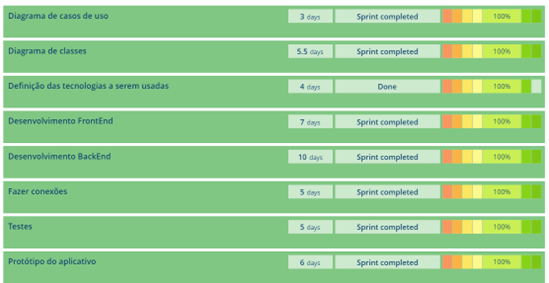 Diagrama de casos de uso 3 days Sprint completed 100%
Diagrama de classes 5.5 days Sprint completed 100%
Definição das tecnologias a serem usadas 4 days Done 100%
Desenvolvimento FrontEnd 7 days Sprint completed 100%
Desenvolvimento BackEnd 10 days Sprint completed 100%
Fazer conexões 5 days Sprint completed 100%
Testes 5 days Sprint completed 100%
Protótipo do aplicativo 6 days Sprint completed 100%